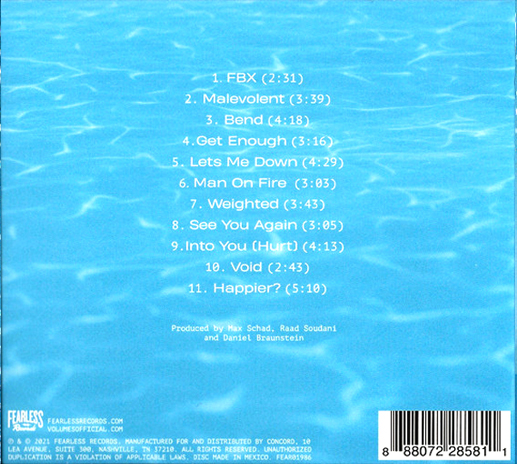 1. FBX (2:31)
2. Malevolent (3:39)
3. Bend (4:18)
4.Get Enough (3:16)
5. Lets Me Down (4:29)
6. Man On Fire (3:03)
7. Weighted (3:43)
8. See You Again (3:05)
9.Into You (Hurt) (4:13)
10. Void (2:43)
11. Happier? (5:10)
Produced by Max Schad, Raad Soudani
and Daniel Braunstein
FEARLESS
Records
FEARLESSRECORDS.COM
VOLUMESOFFICIAL.COM
℗ & © 2021 FEARLESS RECORDS. MANUFACTURED FOR AND DISTRIBUTED BY CONCORD, 10
LEA AVENUE, SUITE 300, NASHVILLE, TN 37210. ALL RIGHTS RESERVED. UNAUTHORIZED
DUPLICATION IS A VIOLATION OF APPLICABLE LAWS. DISC MADE IN MEXICO. FEAR01986
8 88072 28581 1